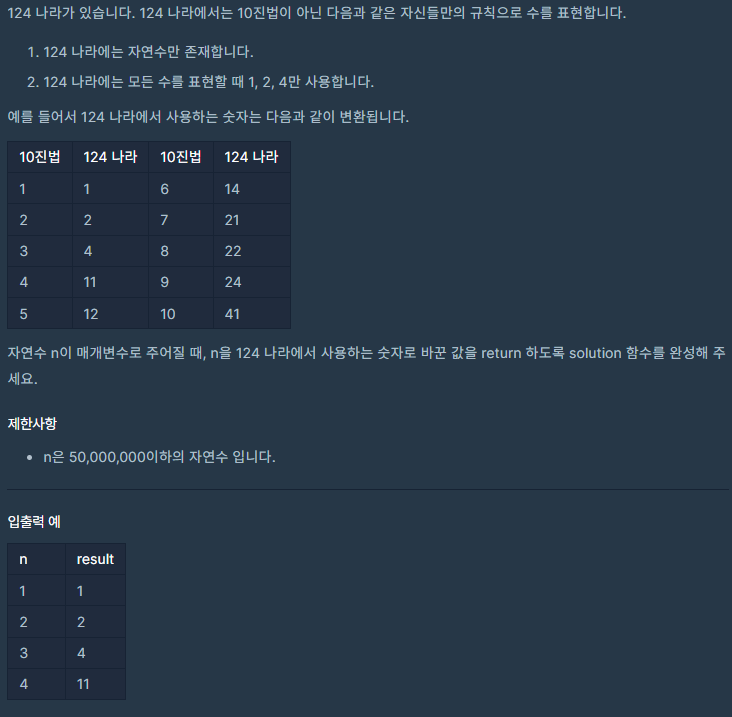 124 나라가 있습니다. 124 나라에서는 10진법이 아닌 다음과 같은 자신들만의 규칙으로 수를 표현합니다.
1. 124 나라에는 자연수만 존재합니다.
2. 124 나라에는 모든 수를 표현할 때 1, 2, 4만 사용합니다.
예를 들어서 124 나라에서 사용하는 숫자는 다음과 같이 변환됩니다.
10진법 124 나라 10진법 124 나라
1 1 6 14
2 2 7 21
3 4 8 22
4 11 9 24
5 12 10 41
자연수 n이 매개변수로 주어질 때, n을 124 나라에서 사용하는 숫자로 바꾼 값을 return 하도록 solution 함수를 완성해 주
세요.
제한사항
• n은 50,000,000이하의 자연수 입니다.
입출력 예
n result
1 1
2 2
3 4
4 11